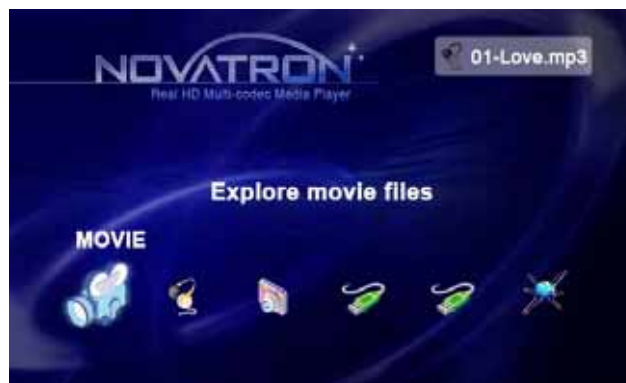 NOVATRON
Real HD Multi-codec Media Player
01-Love.mp3
Explore movie files
MOVIE